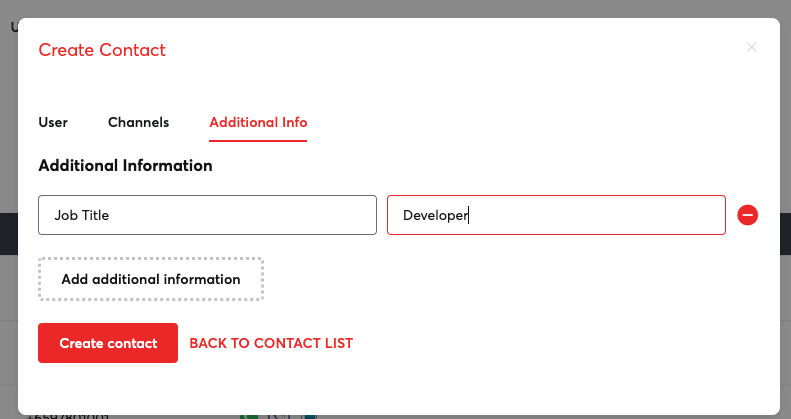 Create Contact
User Channels Additional Info
Additional Information
Job Title Developer
Add additional information
Create contact BACK TO CONTACT LIST